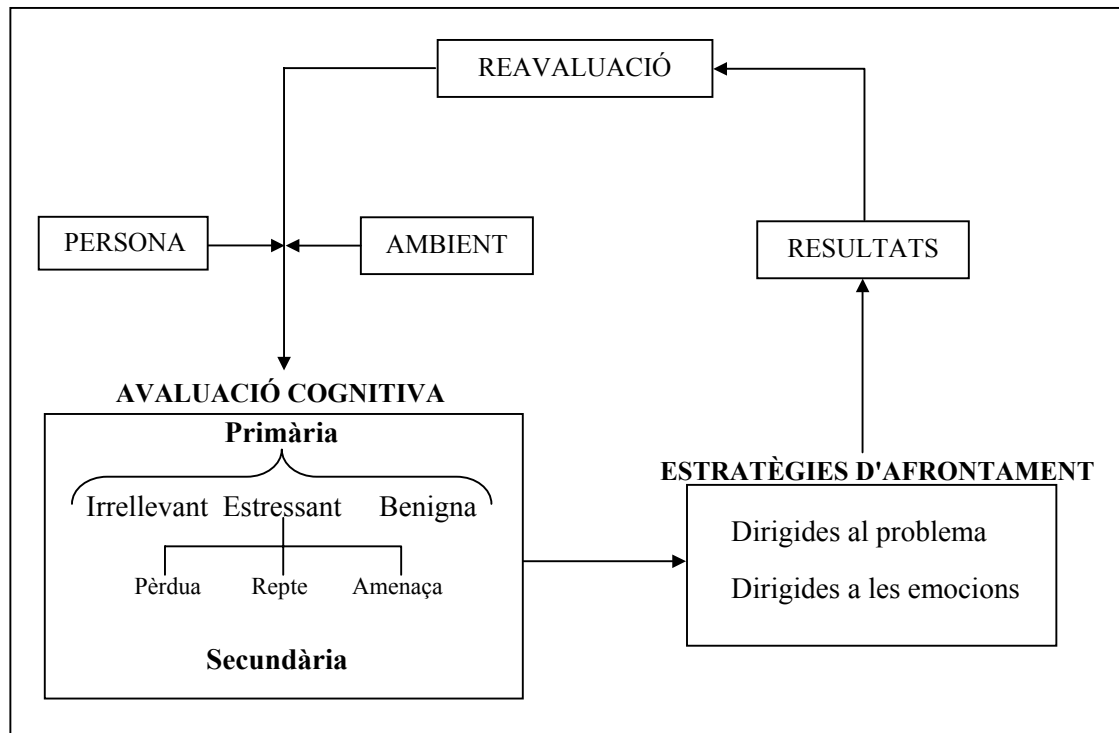 REAVALUACIÓ
PERSONA
AMBIENT
RESULTATS
AVALUACIÓ COGNITIVA
Primària
Irrellevant Estressant Benigna
Pèrdua Repte Amenaça
Secundària
ESTRATÈGIES D'AFRONTAMENT
Dirigides al problema
Dirigides a les emocions